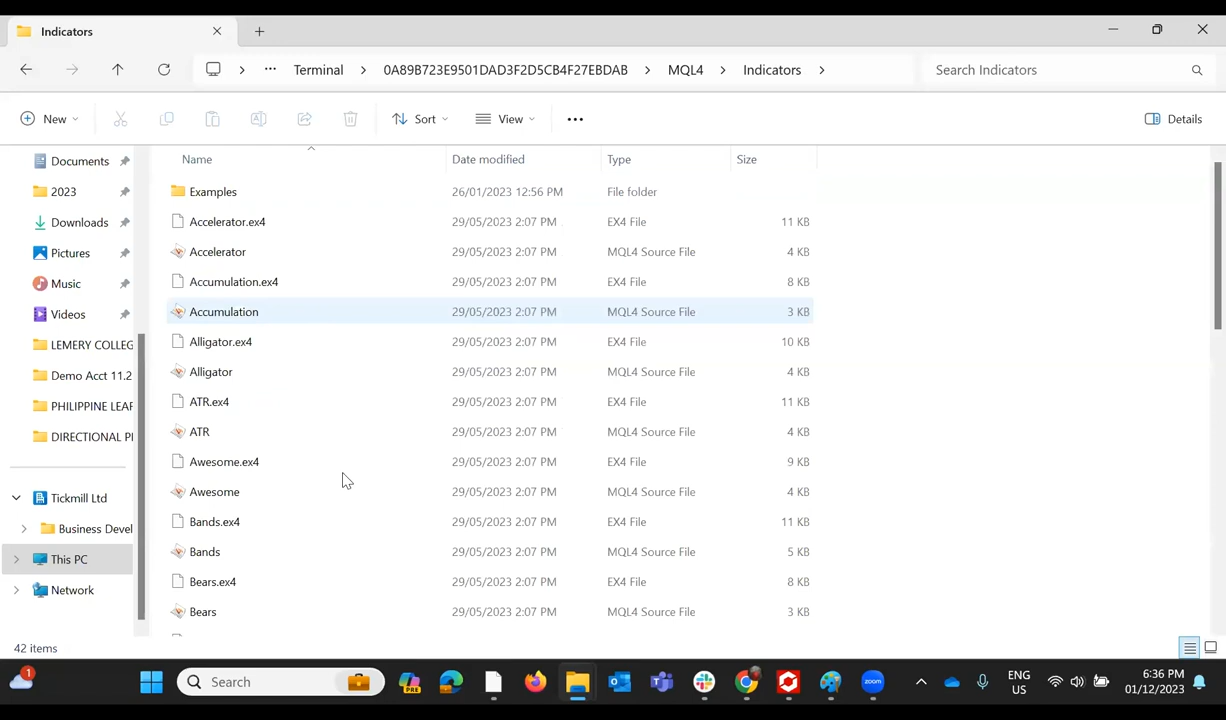 Indicators
Terminal 0A89B723E9501DAD3F2D5CB4F27EBDAB MQL4 Indicators
Search Indicators
New
Sort
View
Details
Name Date modified Type Size
Documents
2023
Downloads
Pictures
Music
Videos
LEMERY COLLEG
Demo Acct 11.2
PHILIPPINE LEAF
DIRECTIONAL PI
Tickmill Ltd
Business Devel
This PC
Network
Examples 26/01/2023 12:56 PM File folder
Accelerator.ex4 29/05/2023 2:07 PM EX4 File 11 KB
Accelerator 29/05/2023 2:07 PM MQL4 Source File 4 KB
Accumulation.ex4 29/05/2023 2:07 PM EX4 File 8 KB
Accumulation 29/05/2023 2:07 PM MQL4 Source File 3 KB
Alligator.ex4 29/05/2023 2:07 PM EX4 File 10 KB
Alligator 29/05/2023 2:07 PM MQL4 Source File 4 KB
ATR.ex4 29/05/2023 2:07 PM EX4 File 11 KB
ATR 29/05/2023 2:07 PM MQL4 Source File 4 KB
Awesome.ex4 29/05/2023 2:07 PM EX4 File 9 KB
Awesome 29/05/2023 2:07 PM MQL4 Source File 4 KB
Bands.ex4 29/05/2023 2:07 PM EX4 File 11 KB
Bands 29/05/2023 2:07 PM MQL4 Source File 5 KB
Bears.ex4 29/05/2023 2:07 PM EX4 File 8 KB
Bears 29/05/2023 2:07 PM MQL4 Source File 3 KB
42 items
1
Search
PRE
zoom
ENG
US
6:36 PM
01/12/2023